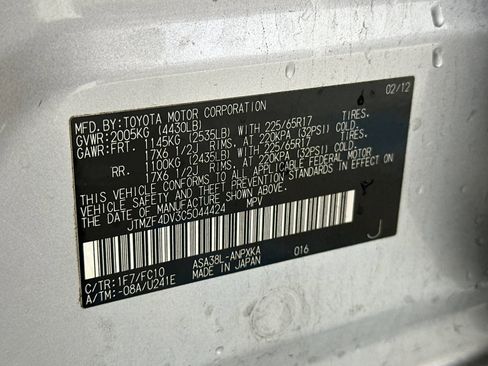 02/12
MFD.BY:TOYOTA MOTOR CORPORATION
GVWR:2005KG (4430LB)
GAWR:FRT. 1145KG (2535LB) WITH 225/65R17
17X6 1/2J RIMS, AT 220KPA (32PSI) COLD.
RR. 1100KG (2435LB) WITH 225/65R17
17X6 1/2J RIMS, AT 220KPA (32PSI) COLD.
THIS VEHICLE CONFORMS TO ALL APPLICABLE FEDERAL MOTOR
VEHICLE SAFETY AND THEFT PREVENTION STANDARDS IN EFFECT ON
THE DATE OF MANUFACTURE SHOWN ABOVE.
JTMZF4DV3C5044424 MPV
J
ASA38L-ANPXKA 016
C/TR:1F7/FC10 MADE IN JAPAN
A/TM:-08A/U241E